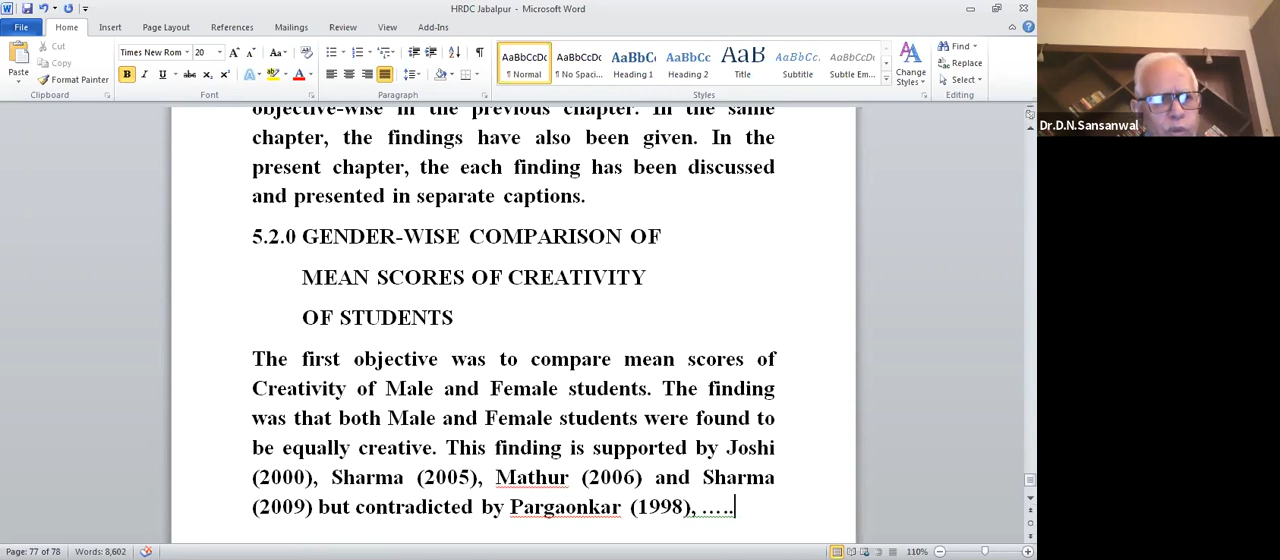 HRDC Jabalpur - Microsoft Word
File Home Insert Page Layout References Mailings Review View Add-Ins
Cut
Copy
Format Painter
Paste
Clipboard
Times New Rom 20
Font
Paragraph
AaBbCcDc AaBbCcDc AaBbCc AaBbCc AaB AaBbCc. AaBbCcDc
¶ Normal ¶ No Spaci... Heading 1 Heading 2 Title Subtitle Subtle Em...
Styles
Change Styles
Find
Replace
Select
Editing
Dr.D.N.Sansanwal
objective-wise in the previous chapter. In the same
chapter, the findings have also been given. In the
present chapter, the each finding has been discussed
and presented in separate captions.
5.2.0 GENDER-WISE COMPARISON OF
MEAN SCORES OF CREATIVITY
OF STUDENTS
The first objective was to compare mean scores of
Creativity of Male and Female students. The finding
was that both Male and Female students were found to
be equally creative. This finding is supported by Joshi
(2000), Sharma (2005), Mathur (2006) and Sharma
(2009) but contradicted by Pargaonkar (1998), .….
Page: 77 of 78 Words: 8,602 110%